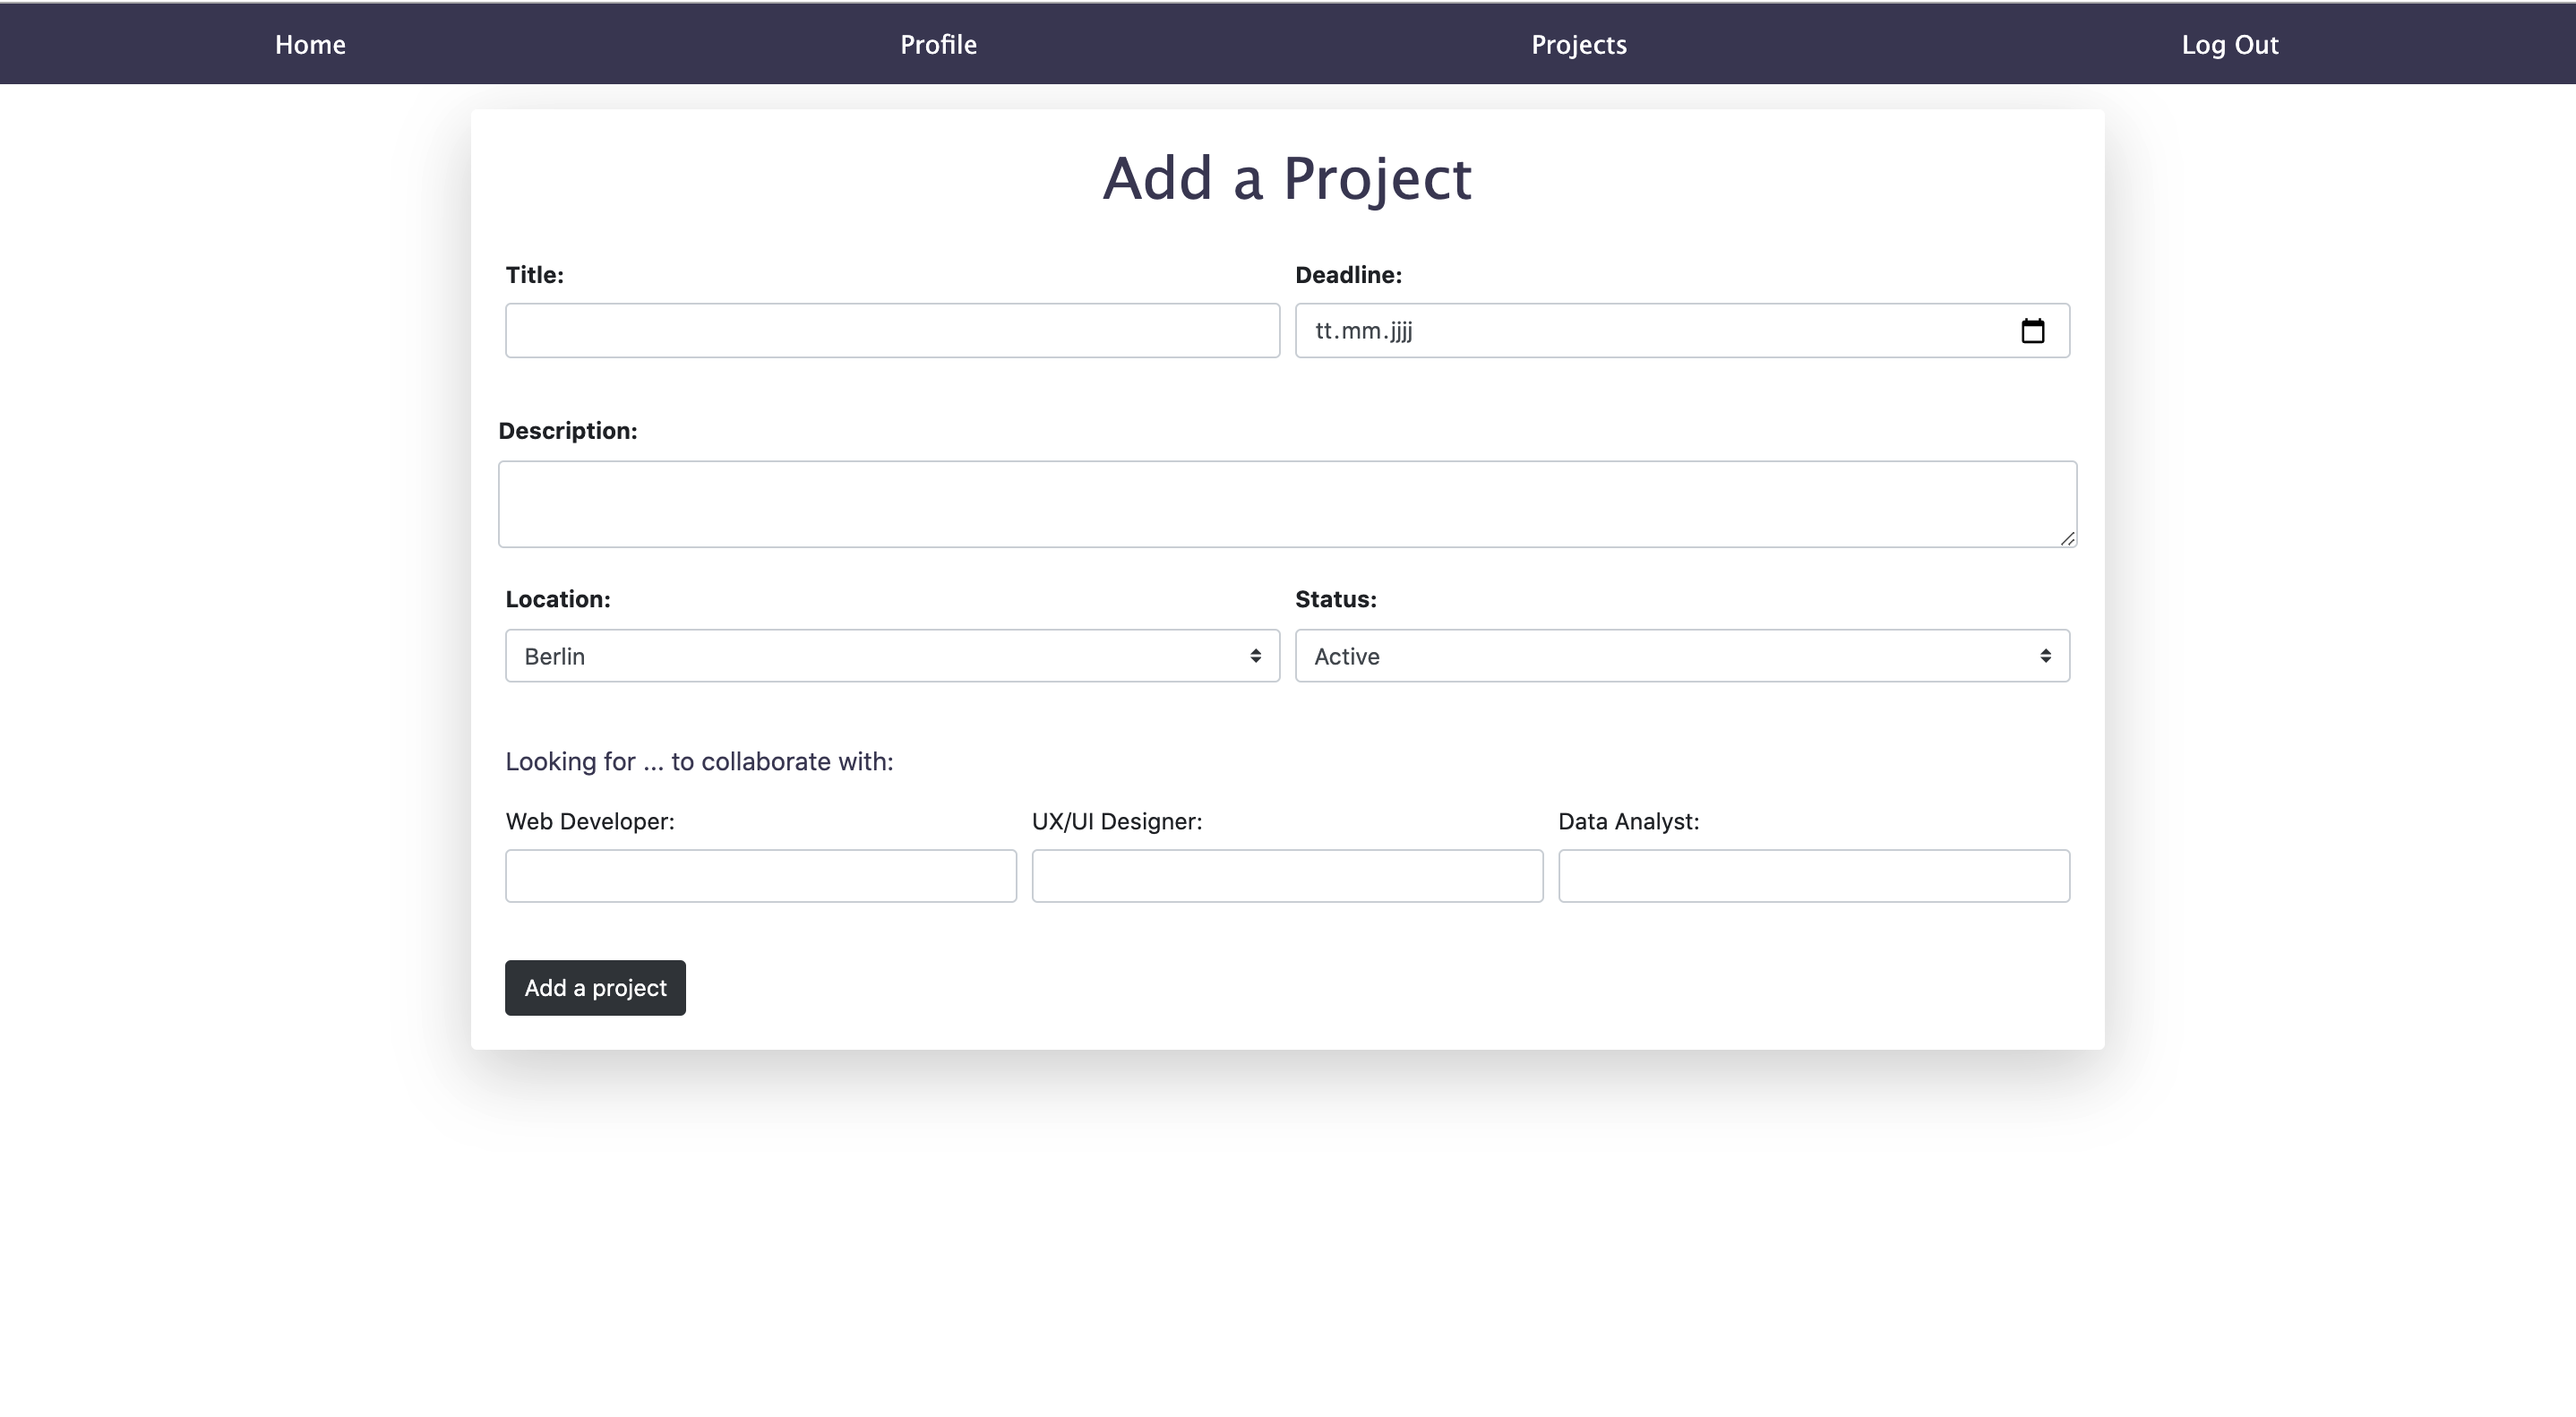 Home Profile Projects Log Out
Add a Project
Title: Deadline:
tt.mm.jjjj
Description:
Location: Status:
Berlin Active
Looking for ... to collaborate with:
Web Developer: UX/UI Designer: Data Analyst:
Add a project